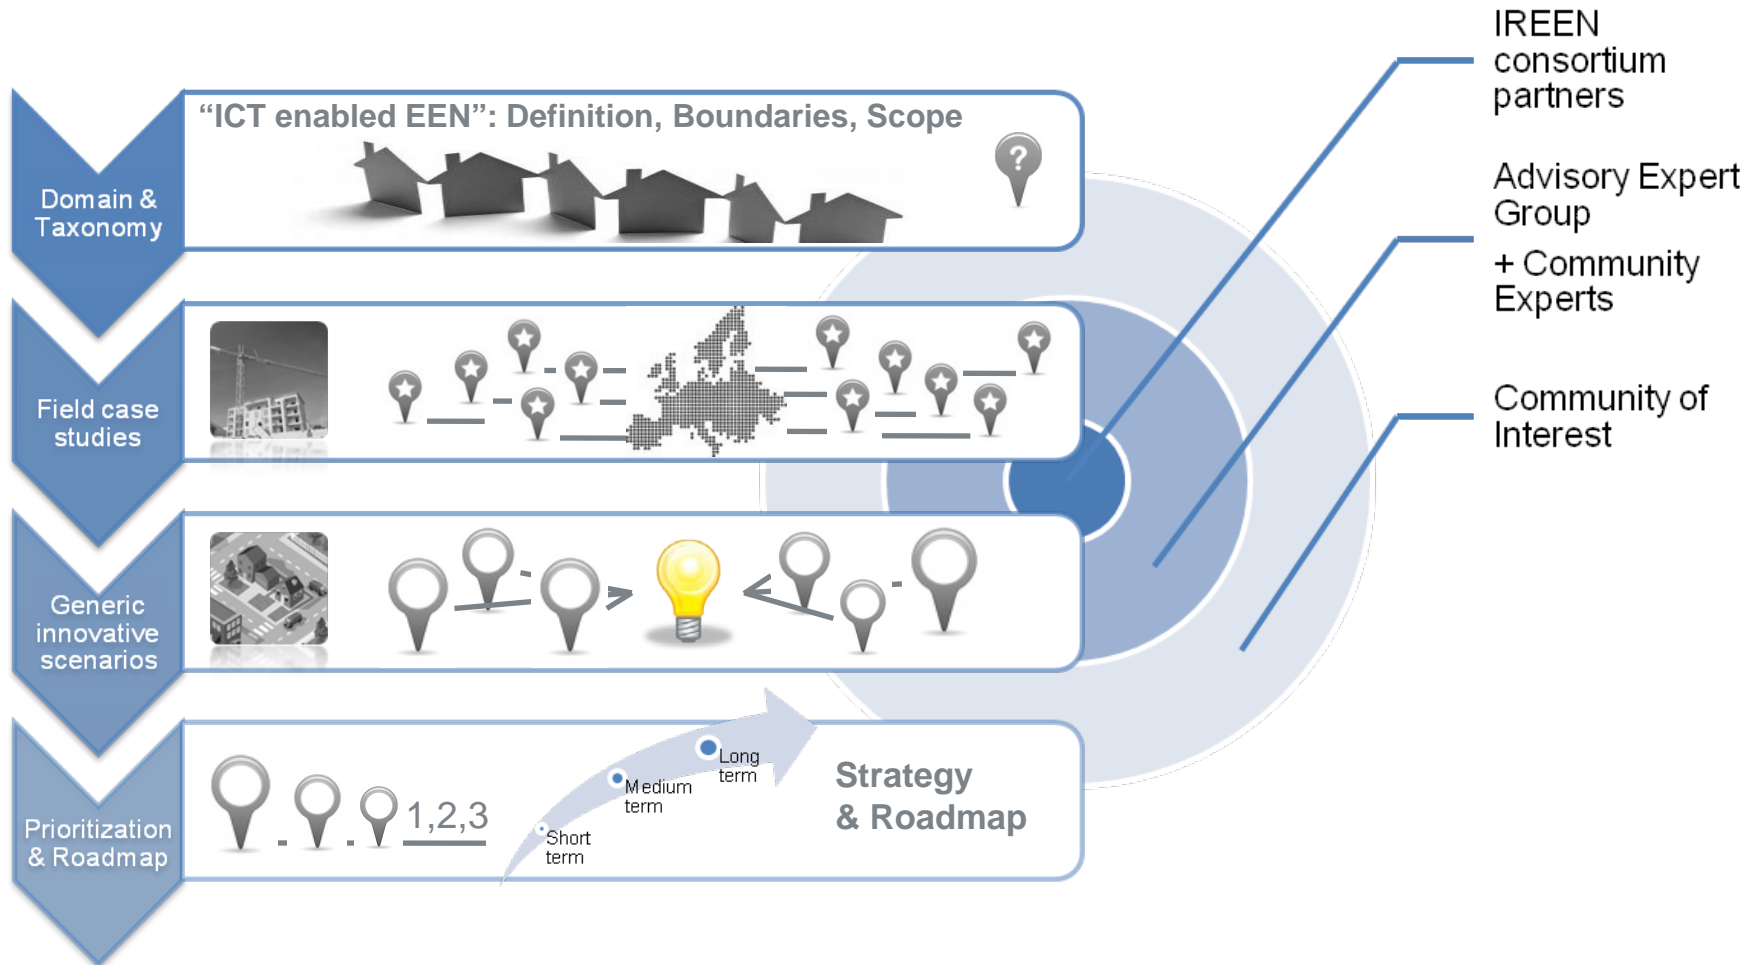 “ICT enabled EEN”: Definition, Boundaries, Scope
?
Domain &
Taxonomy
Field case
studies
Generic
innovative
scenarios
Prioritization
& Roadmap
1,2,3
Short
term
Medium
term
Long
term
Strategy
& Roadmap
IREEN
consortium
partners
Advisory Expert
Group
+ Community
Experts
Community of
Interest